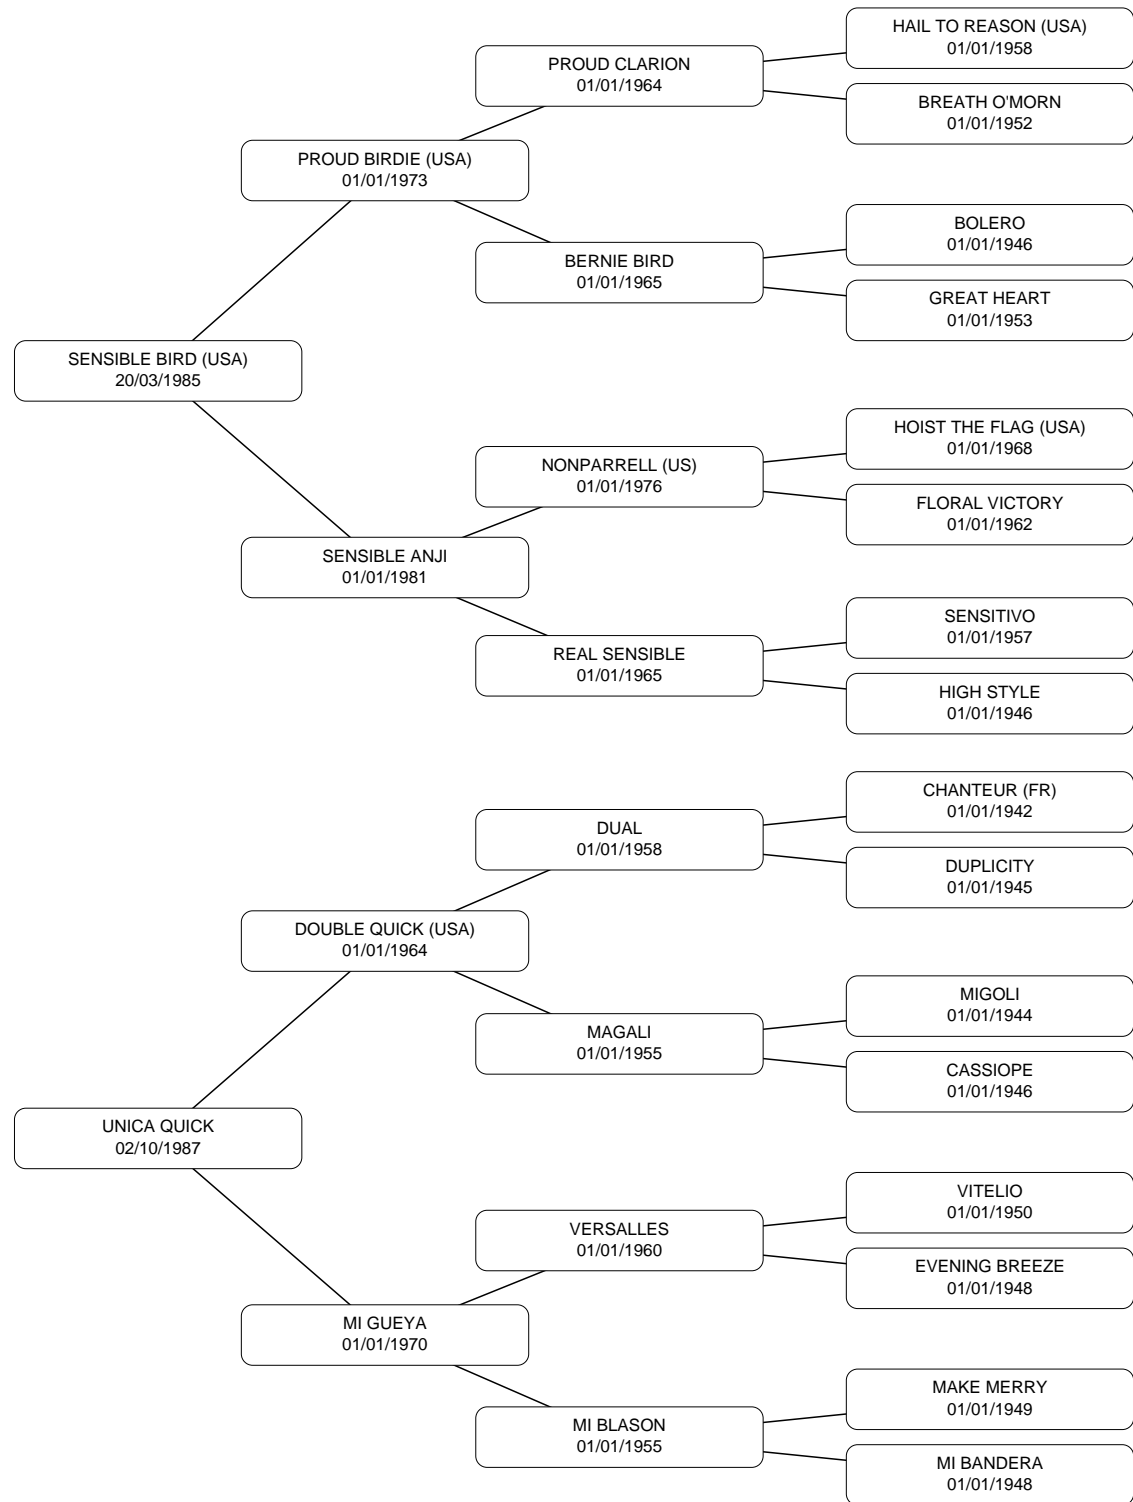 HAIL TO REASON (USA)
01/01/1958
PROUD CLARION
01/01/1964
BREATH O'MORN
01/01/1952
PROUD BIRDIE (USA)
01/01/1973
BOLERO
01/01/1946
BERNIE BIRD
01/01/1965
GREAT HEART
01/01/1953
SENSIBLE BIRD (USA)
20/03/1985
HOIST THE FLAG (USA)
01/01/1968
NONPARRELL (US)
01/01/1976
FLORAL VICTORY
01/01/1962
SENSIBLE ANJI
01/01/1981
SENSITIVO
01/01/1957
REAL SENSIBLE
01/01/1965
HIGH STYLE
01/01/1946
CHANTEUR (FR)
01/01/1942
DUAL
01/01/1958
DUPLICITY
01/01/1945
DOUBLE QUICK (USA)
01/01/1964
MIGOLI
01/01/1944
MAGALI
01/01/1955
CASSIOPE
01/01/1946
UNICA QUICK
02/10/1987
VITELIO
01/01/1950
VERSALLES
01/01/1960
EVENING BREEZE
01/01/1948
MI GUEYA
01/01/1970
MAKE MERRY
01/01/1949
MI BLASON
01/01/1955
MI BANDERA
01/01/1948